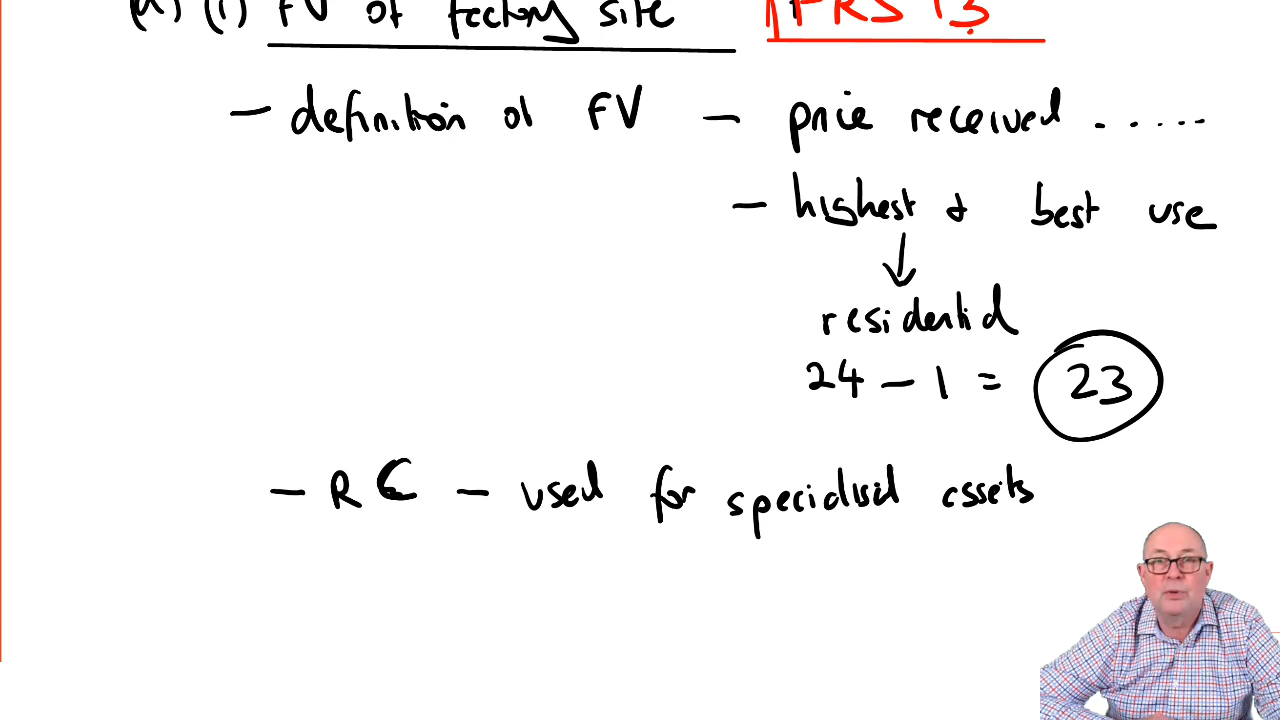 (a) (i) FV of factory site IFRS 13
– definition of FV – price received . . . . . .
– highest & best use
↓
residential
24 – 1 = 23
– RC – used for specialised assets